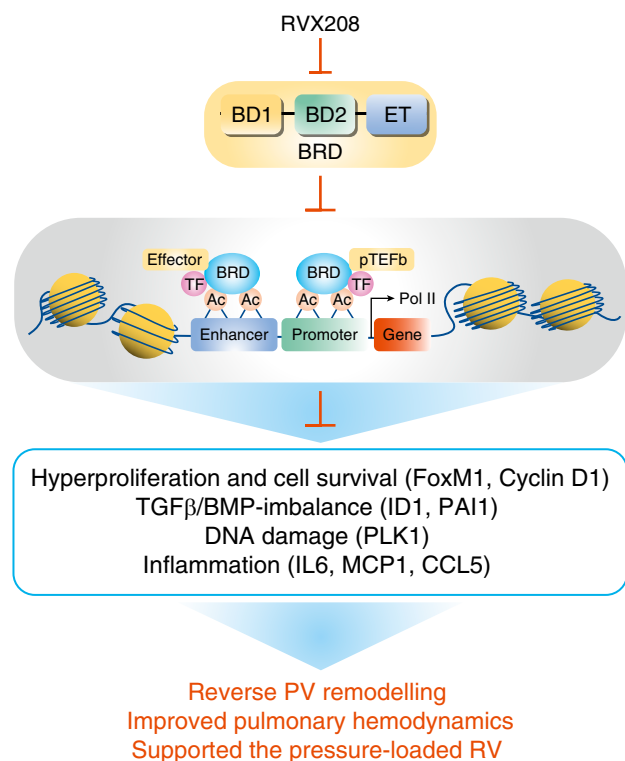 RVX208
BD1 BD2 ET
BRD
Effector BRD BRD pTEFb
TF TF
Ac Ac Ac Ac
Pol II
Enhancer Promoter Gene
Hyperproliferation and cell survival (FoxM1, Cyclin D1)
TGFβ/BMP-imbalance (ID1, PAI1)
DNA damage (PLK1)
Inflammation (IL6, MCP1, CCL5)
Reverse PV remodelling
Improved pulmonary hemodynamics
Supported the pressure-loaded RV